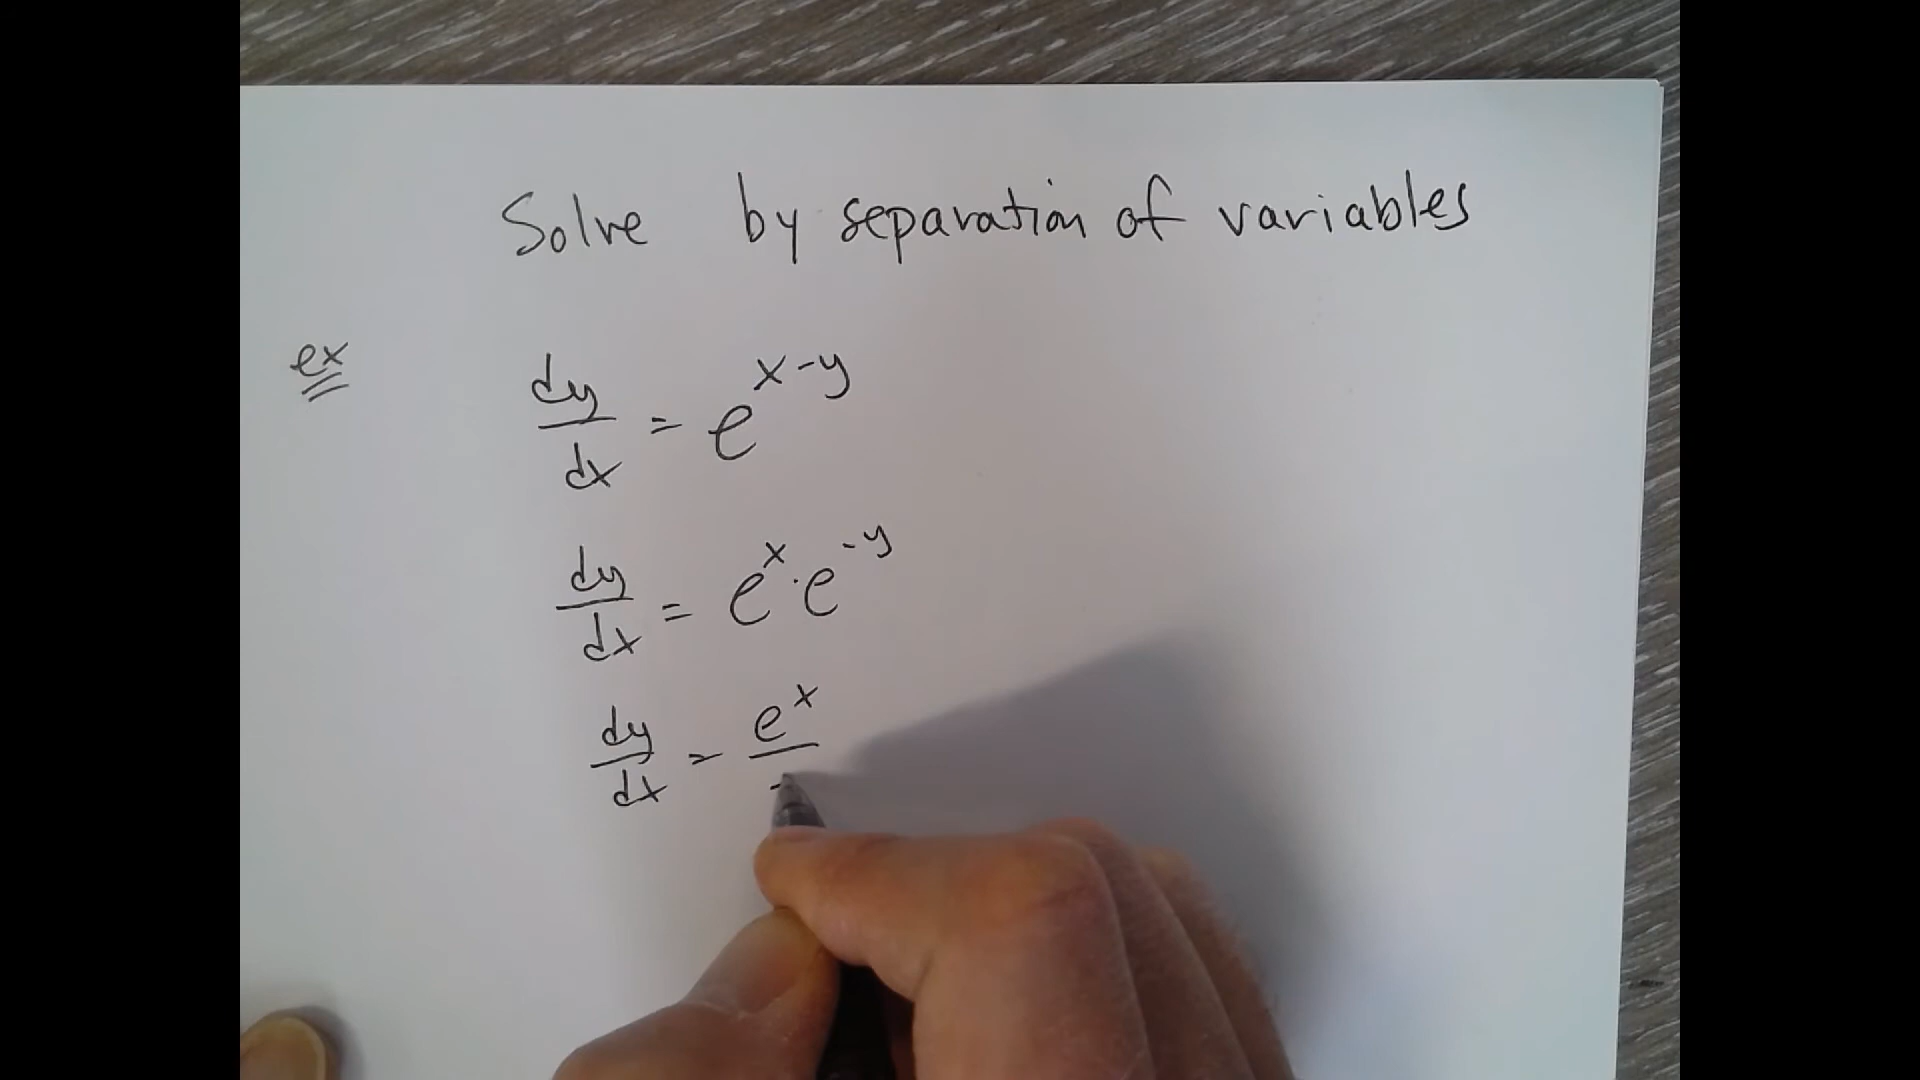 Solve by separation of variables
ex
dy/dx = e^{x-y}
dy/dx = e^x · e^{-y}
dy/dx = e^x/